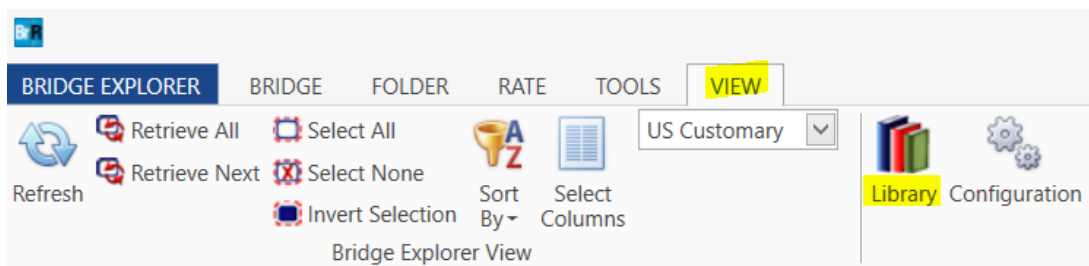 BrR
BRIDGE EXPLORER BRIDGE FOLDER RATE TOOLS VIEW
Refresh
Retrieve All
Retrieve Next
Select All
Select None
Invert Selection
Sort
By
Select
Columns
US Customary
Library
Configuration
Bridge Explorer View